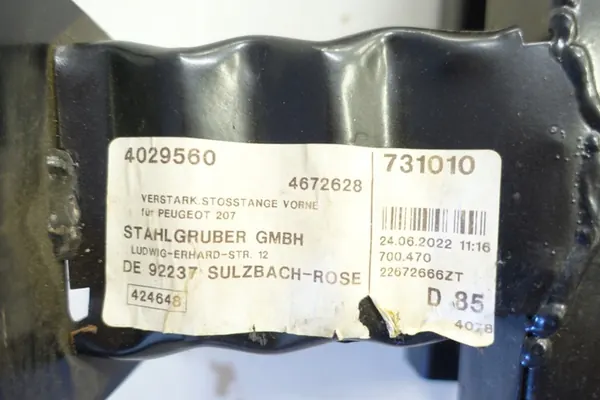 4029560
4672628
VERSTARK.STOSSTANGE VORNE
für PEUGEOT 207
STAHLGRUBER GMBH
LUDWIG-ERHARD-STR. 12
DE 92237 SULZBACH-ROSE
424648
731010
24.06.2022 11:16
700.470
22672666ZT
D 85
4078